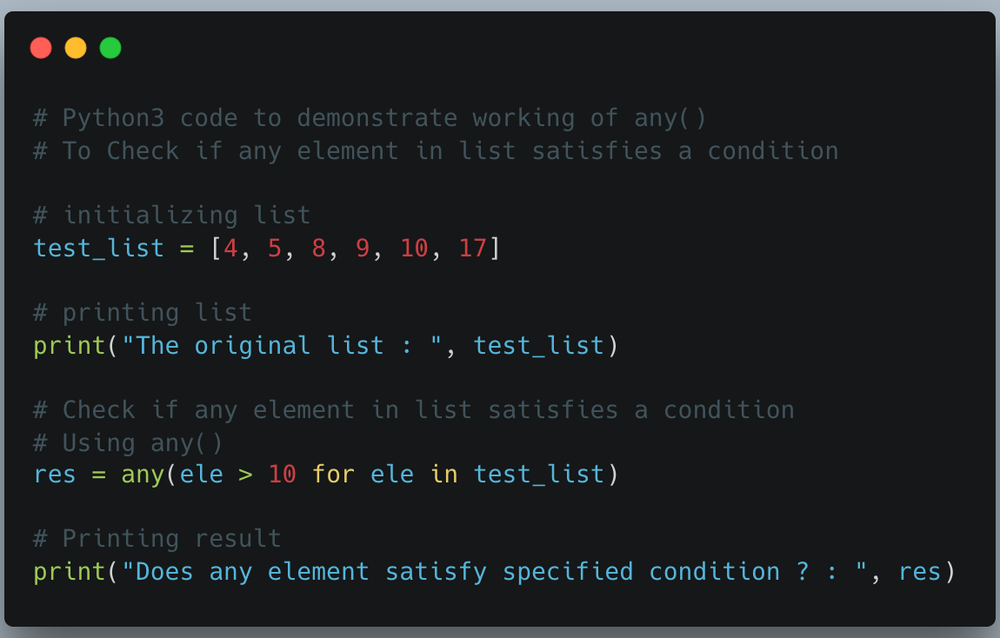 # Python3 code to demonstrate working of any()
# To Check if any element in list satisfies a condition
# initializing list
test_list = [4, 5, 8, 9, 10, 17]
# printing list
print("The original list : ", test_list)
# Check if any element in list satisfies a condition
# Using any()
res = any(ele > 10 for ele in test_list)
# Printing result
print("Does any element satisfy specified condition ? : ", res)